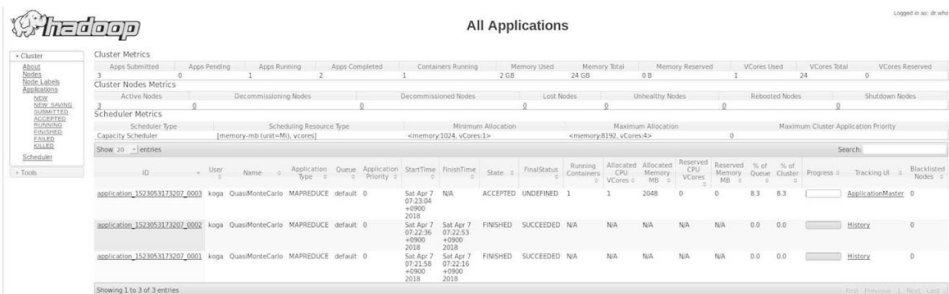 Logged in as: dr.who
hadoop
All Applications
Cluster
About
Nodes
Node Labels
Applications
NEW
NEW_SAVING
SUBMITTED
ACCEPTED
RUNNING
FINISHED
FAILED
KILLED
Scheduler
Tools
Cluster Metrics
Apps Submitted Apps Pending Apps Running Apps Completed Containers Running Memory Used Memory Total Memory Reserved VCores Used VCores Total VCores Reserved
3 0 1 2 1 2 GB 24 GB 0 B 1 24 0
Cluster Nodes Metrics
Active Nodes Decommissioning Nodes Decommissioned Nodes Lost Nodes Unhealthy Nodes Rebooted Nodes Shutdown Nodes
3 0 0 0 0 0 0
Scheduler Metrics
Scheduler Type Scheduling Resource Type Minimum Allocation Maximum Allocation Maximum Cluster Application Priority
Capacity Scheduler [memory-mb (unit=Mi), vcores] <memory:1024, vCores:1> <memory:8192, vCores:4> 0
Show 20 entries Search:
ID User Name Application Type Queue Application Priority StartTime FinishTime State FinalStatus Running Containers Allocated CPU VCores Allocated Memory MB Reserved CPU VCores Reserved Memory MB % of Queue % of Cluster Progress Tracking UI Blacklisted Nodes
application_1523053173207_0003 koga QuasiMonteCarlo MAPREDUCE default 0 Sat Apr 7 07:23:04 +0900 2018 N/A ACCEPTED UNDEFINED 1 1 2048 0 0 8.3 8.3 ApplicationMaster 0
application_1523053173207_0002 koga QuasiMonteCarlo MAPREDUCE default 0 Sat Apr 7 07:22:36 +0900 2018 Sat Apr 7 07:22:53 +0900 2018 FINISHED SUCCEEDED N/A N/A N/A N/A N/A 0.0 0.0 History 0
application_1523053173207_0001 koga QuasiMonteCarlo MAPREDUCE default 0 Sat Apr 7 07:21:58 +0900 2018 Sat Apr 7 07:22:16 +0900 2018 FINISHED SUCCEEDED N/A N/A N/A N/A N/A 0.0 0.0 History 0
Showing 1 to 3 of 3 entries First Previous 1 Next Last